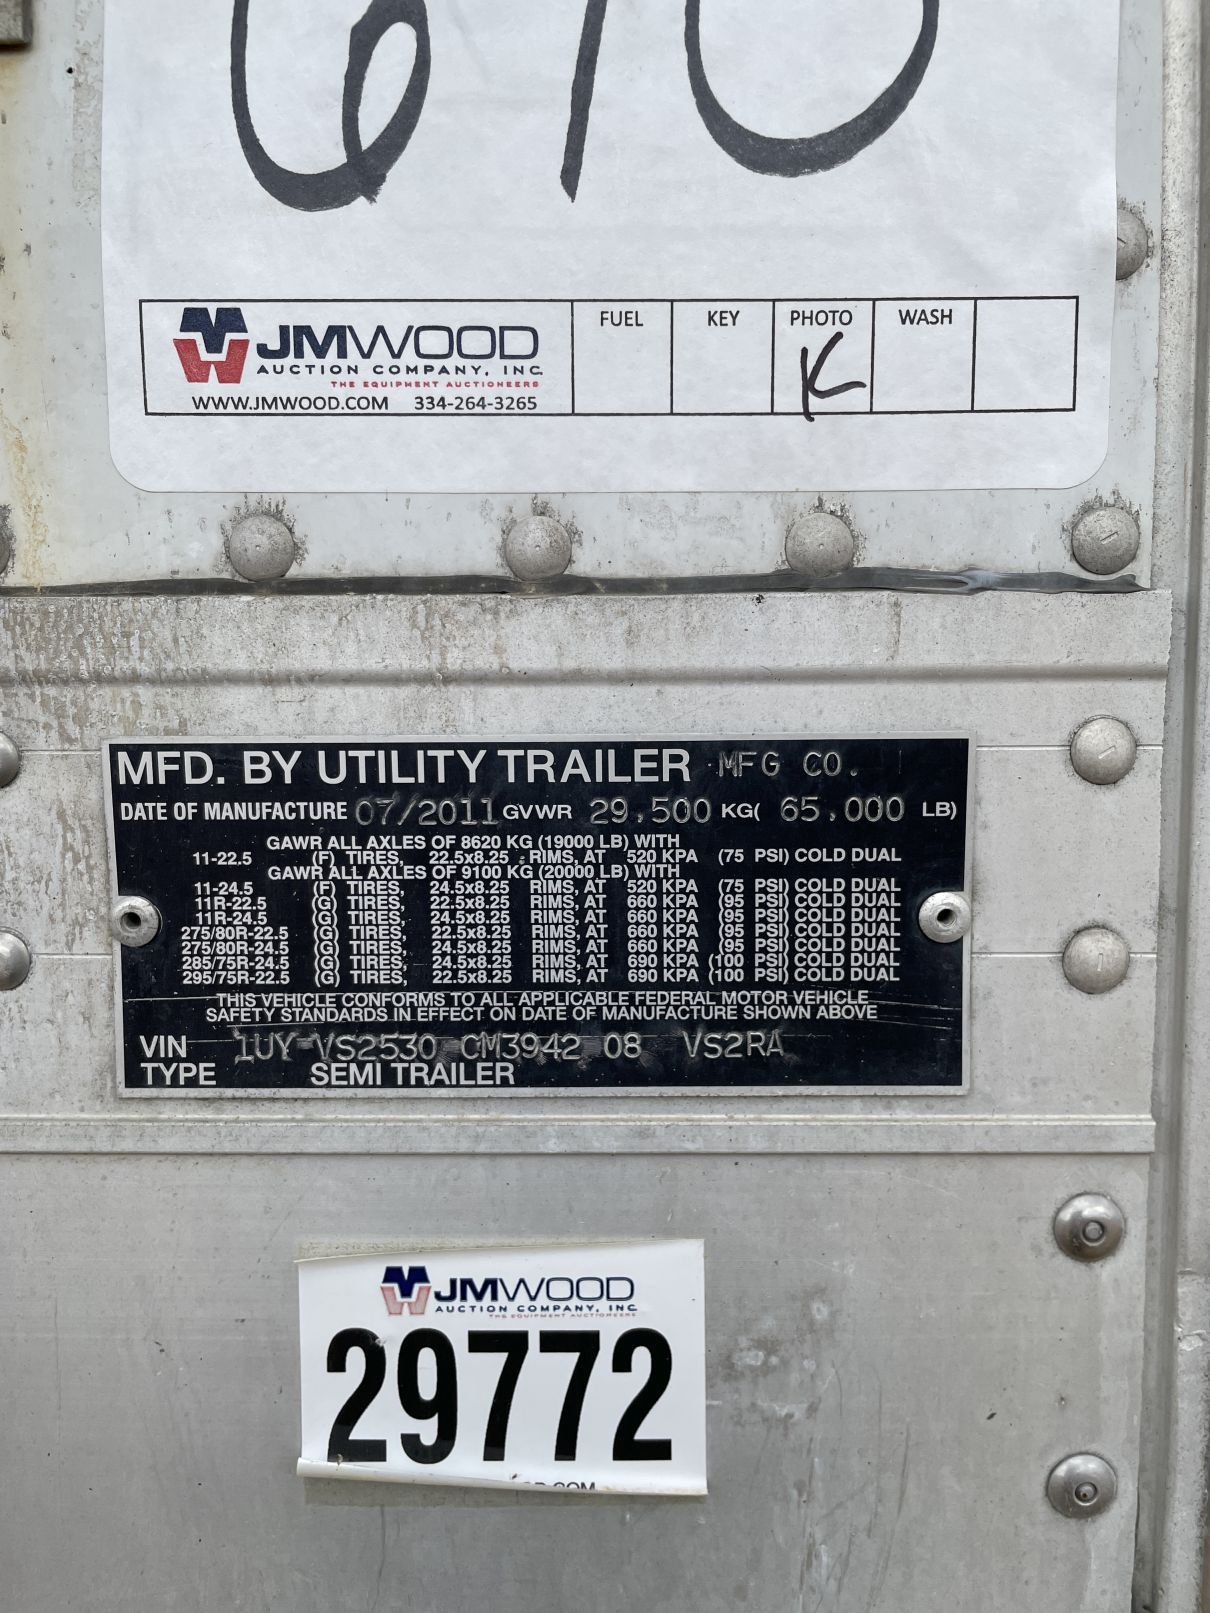 610
JMWOOD
AUCTION COMPANY, INC.
THE EQUIPMENT AUCTIONEERS
WWW.JMWOOD.COM 334-264-3265
FUEL KEY PHOTO WASH
K
MFD. BY UTILITY TRAILER MFG CO.
DATE OF MANUFACTURE 07/2011 GVWR 29,500 KG( 65,000 LB)
GAWR ALL AXLES OF 8620 KG (19000 LB) WITH
11-22.5 (F) TIRES, 22.5x8.25 RIMS, AT 520 KPA (75 PSI) COLD DUAL
GAWR ALL AXLES OF 9100 KG (20000 LB) WITH
11-24.5 (F) TIRES, 24.5x8.25 RIMS, AT 520 KPA (75 PSI) COLD DUAL
11R-22.5 (G) TIRES, 22.5x8.25 RIMS, AT 660 KPA (95 PSI) COLD DUAL
11R-24.5 (G) TIRES, 24.5x8.25 RIMS, AT 660 KPA (95 PSI) COLD DUAL
275/80R-22.5 (G) TIRES, 22.5x8.25 RIMS, AT 660 KPA (95 PSI) COLD DUAL
275/80R-24.5 (G) TIRES, 24.5x8.25 RIMS, AT 660 KPA (95 PSI) COLD DUAL
285/75R-24.5 (G) TIRES, 24.5x8.25 RIMS, AT 690 KPA (100 PSI) COLD DUAL
295/75R-22.5 (G) TIRES, 22.5x8.25 RIMS, AT 690 KPA (100 PSI) COLD DUAL
THIS VEHICLE CONFORMS TO ALL APPLICABLE FEDERAL MOTOR VEHICLE
SAFETY STANDARDS IN EFFECT ON DATE OF MANUFACTURE SHOWN ABOVE
VIN 1UY VS2530 CM3942 08 VS2RA
TYPE SEMI TRAILER
JMWOOD
AUCTION COMPANY, INC.
THE EQUIPMENT AUCTIONEERS
29772